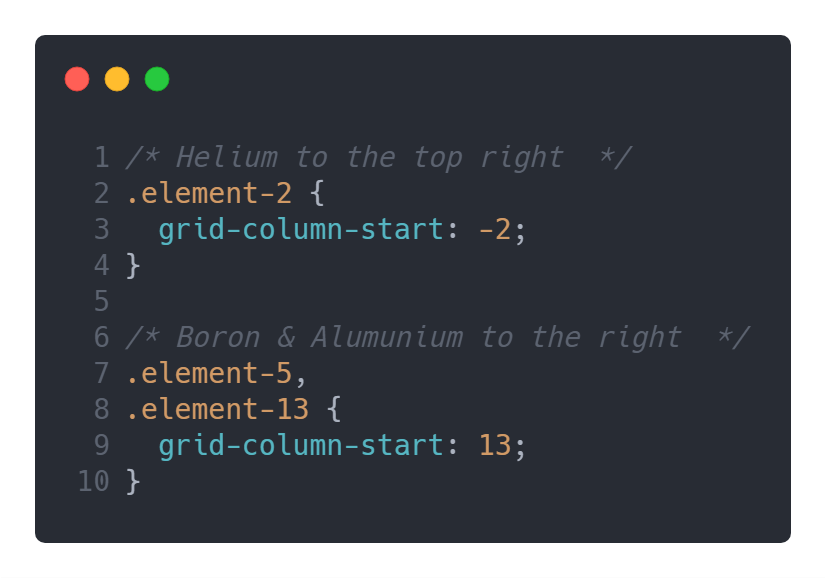 1 /* Helium to the top right  */
2 .element-2 {
3   grid-column-start: -2;
4 }
5
6 /* Boron & Alumunium to the right  */
7 .element-5,
8 .element-13 {
9   grid-column-start: 13;
10 }